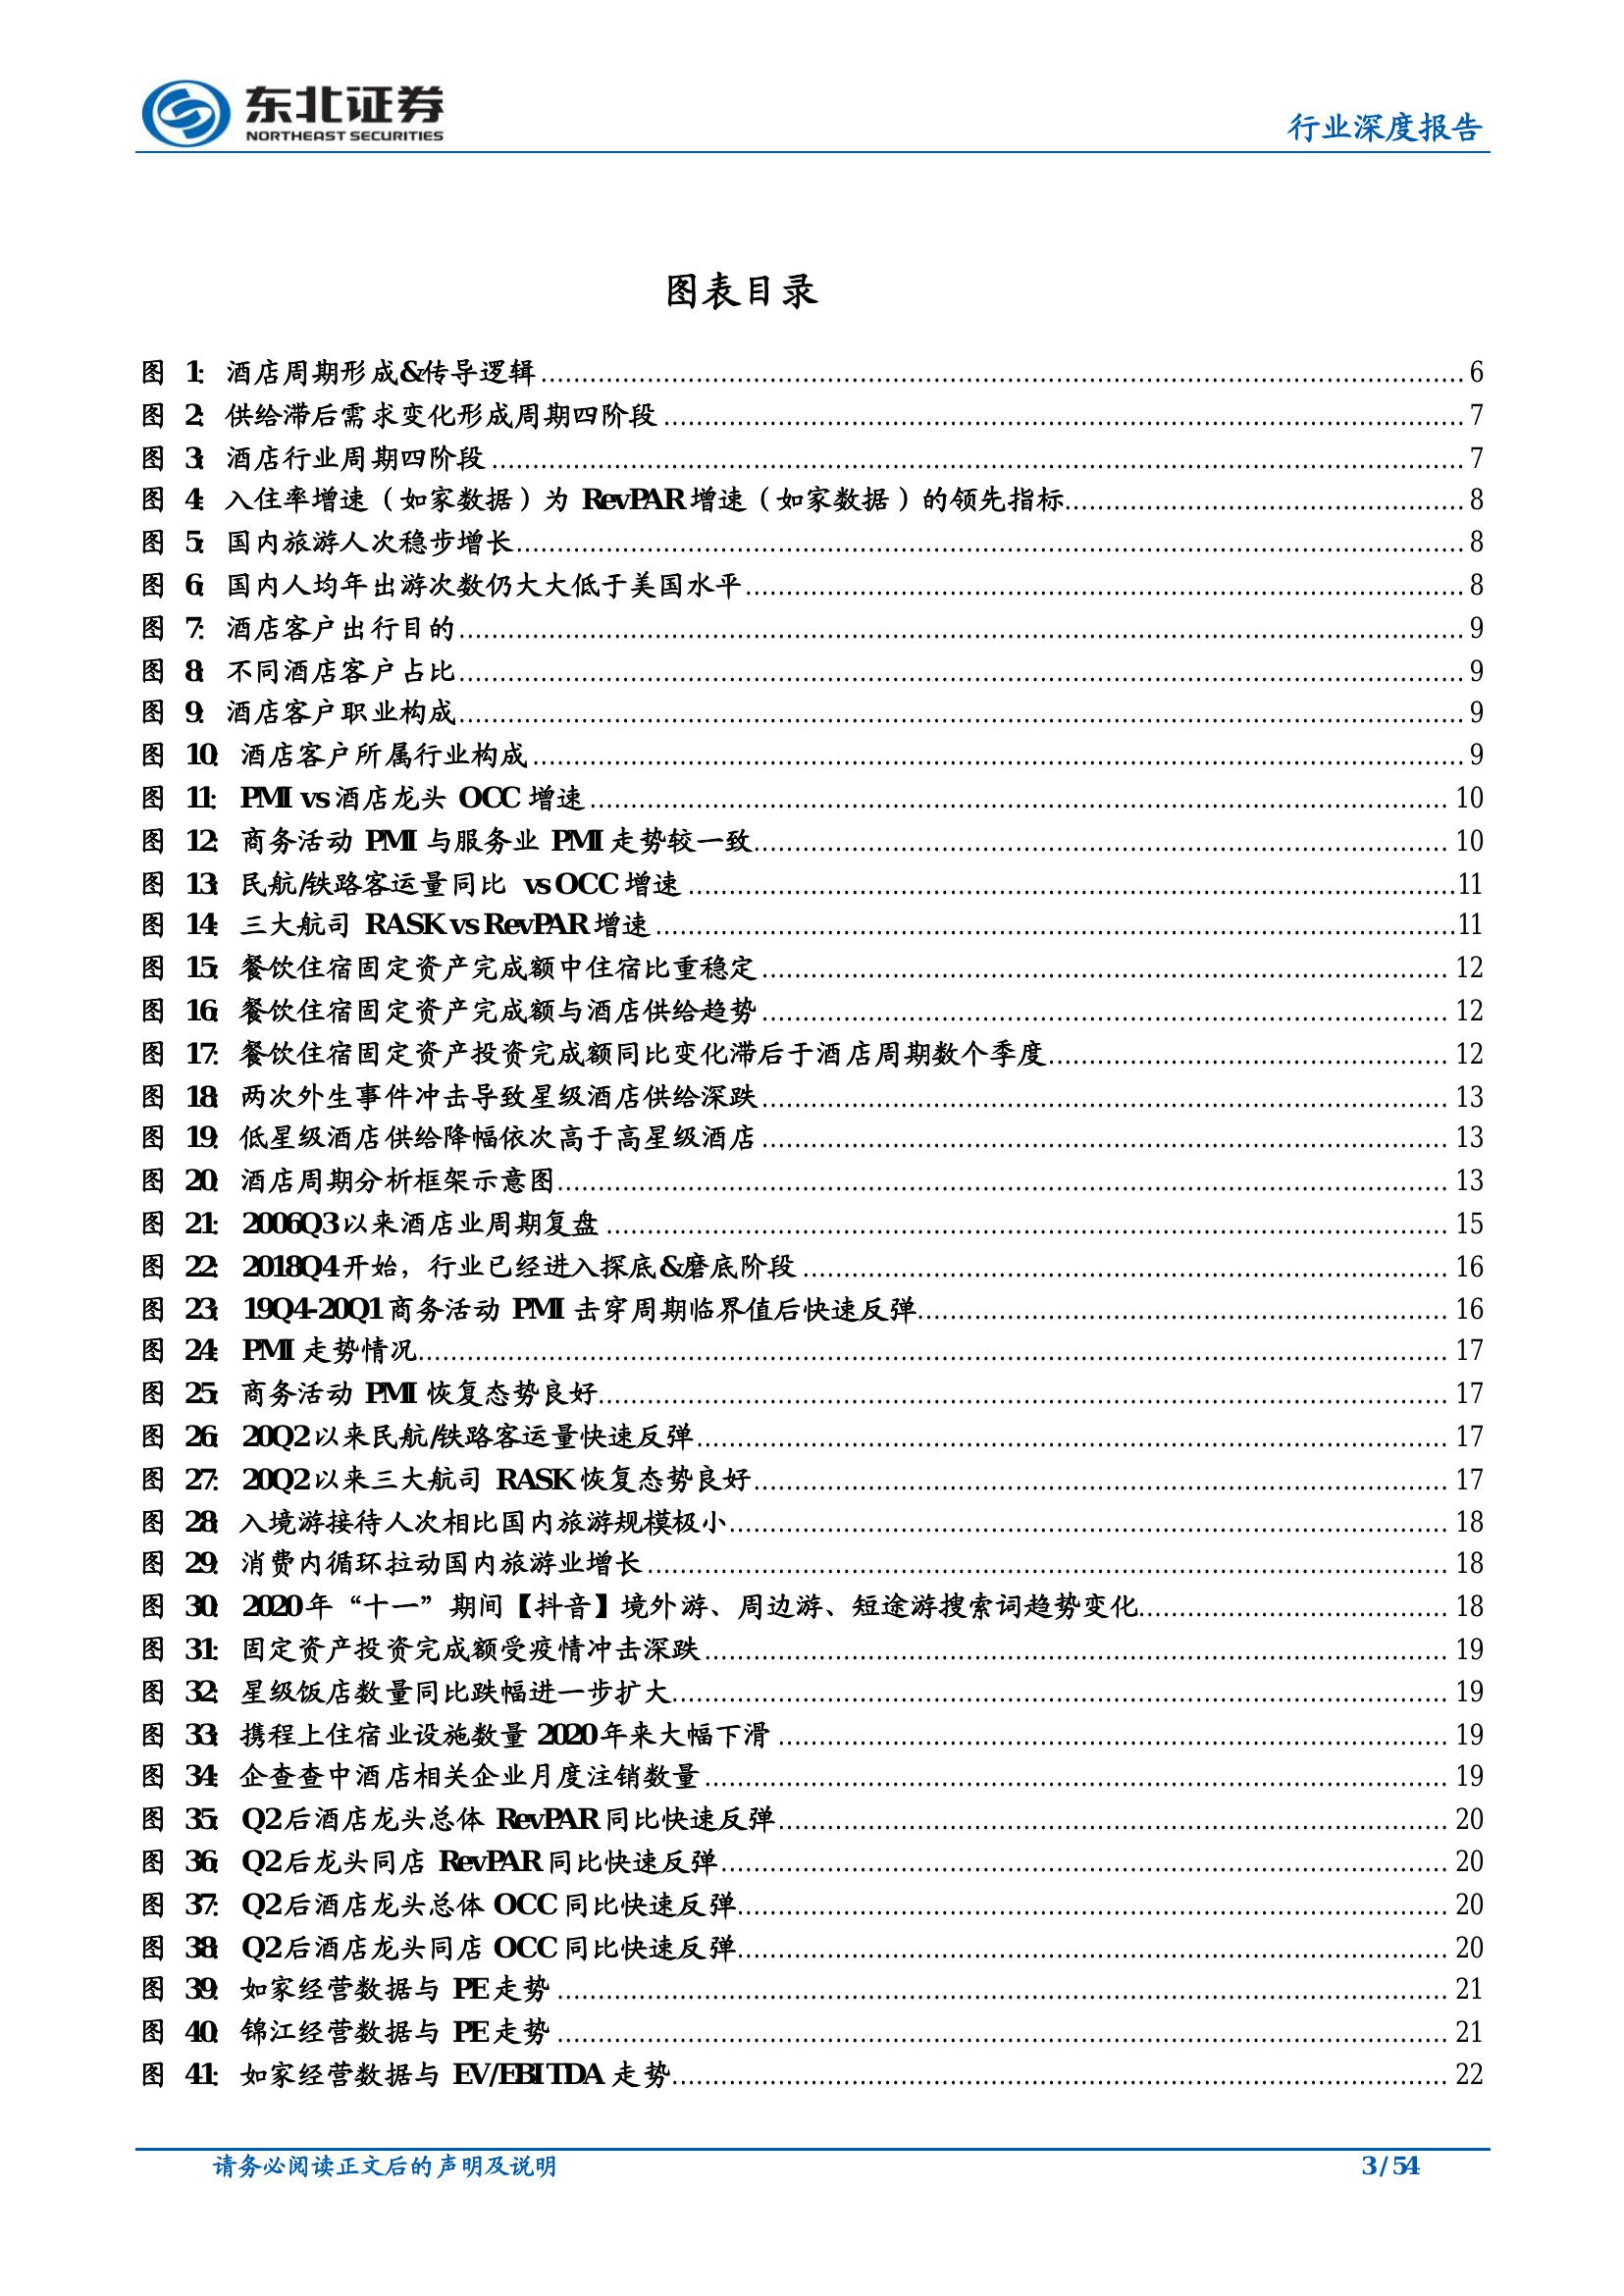 东北证券
NORTHEAST SECURITIES
行业深度报告
图表目录
图 1：酒店周期形成&传导逻辑 6
图 2：供给滞后需求变化形成周期四阶段 7
图 3：酒店行业周期四阶段 7
图 4：入住率增速（如家数据）为 RevPAR 增速（如家数据）的领先指标 8
图 5：国内旅游人次稳步增长 8
图 6：国内人均年出游次数仍大大低于美国水平 8
图 7：酒店客户出行目的 9
图 8：不同酒店客户占比 9
图 9：酒店客户职业构成 9
图 10：酒店客户所属行业构成 9
图 11：PMI vs 酒店龙头 OCC 增速 10
图 12：商务活动 PMI 与服务业 PMI 走势较一致 10
图 13：民航/铁路客运量同比 vs OCC 增速 11
图 14：三大航司 RASK vs RevPAR 增速 11
图 15：餐饮住宿固定资产完成额中住宿比重稳定 12
图 16：餐饮住宿固定资产完成额与酒店供给趋势 12
图 17：餐饮住宿固定资产投资完成额同比变化滞后于酒店周期数个季度 12
图 18：两次外生事件冲击导致星级酒店供给深跌 13
图 19：低星级酒店供给降幅依次高于高星级酒店 13
图 20：酒店周期分析框架示意图 13
图 21：2006Q3 以来酒店业周期复盘 15
图 22：2018Q4 开始，行业已经进入探底&磨底阶段 16
图 23：19Q4-20Q1 商务活动 PMI 击穿周期临界值后快速反弹 16
图 24：PMI 走势情况 17
图 25：商务活动 PMI 恢复态势良好 17
图 26：20Q2 以来民航/铁路客运量快速反弹 17
图 27：20Q2 以来三大航司 RASK 恢复态势良好 17
图 28：入境游接待人次相比国内旅游规模极小 18
图 29：消费内循环拉动国内旅游业增长 18
图 30：2020 年“十一”期间【抖音】境外游、周边游、短途游搜索词趋势变化 18
图 31：固定资产投资完成额受疫情冲击深跌 19
图 32：星级饭店数量同比跌幅进一步扩大 19
图 33：携程上住宿业设施数量 2020 年来大幅下滑 19
图 34：企查查中酒店相关企业月度注销数量 19
图 35：Q2 后酒店龙头总体 RevPAR 同比快速反弹 20
图 36：Q2 后龙头同店 RevPAR 同比快速反弹 20
图 37：Q2 后酒店龙头总体 OCC 同比快速反弹 20
图 38：Q2 后酒店龙头同店 OCC 同比快速反弹 20
图 39：如家经营数据与 PE 走势 21
图 40：锦江经营数据与 PE 走势 21
图 41：如家经营数据与 EV/EBITDA 走势 22
请务必阅读正文后的声明及说明 3 / 54